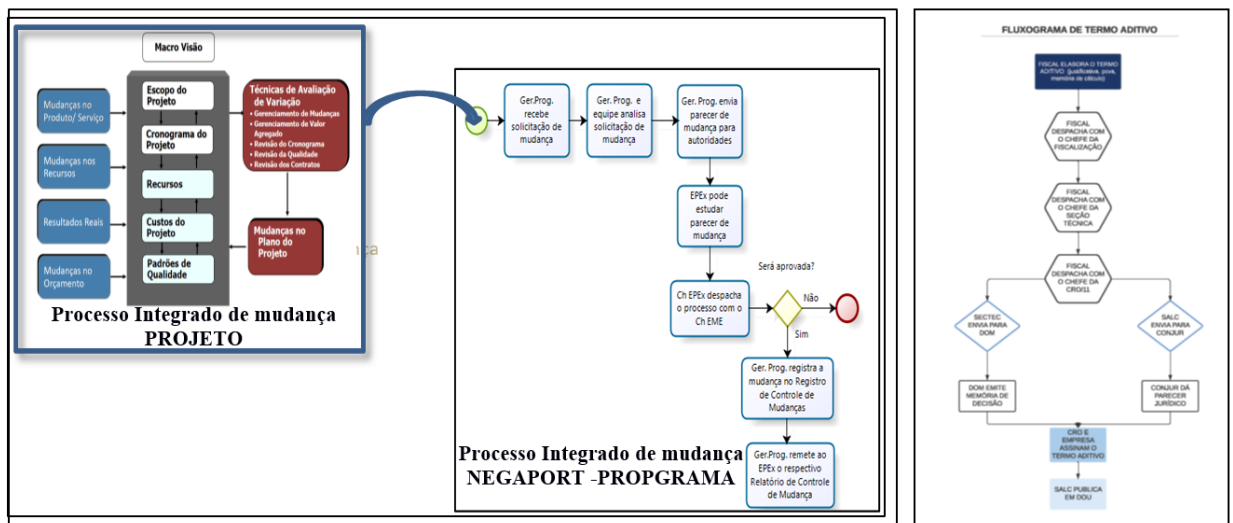 Macro Visão
Mudanças no
Produto/ Serviço
Mudanças nos
Recursos
Resultados Reais
Mudanças no
Orçamento
Escopo do
Projeto
Cronograma do
Projeto
Recursos
Custos do
Projeto
Padrões de
Qualidade
Técnicas de Avaliação
de Variação
• Gerenciamento de Mudanças
• Gerenciamento de Valor
Agregado
• Revisão do Cronograma
• Revisão da Qualidade
• Revisão dos Contratos
Mudanças no
Plano do
Projeto
Processo Integrado de mudança
PROJETO
Ger.Prog.
recebe
solicitação de
mudança
Ger. Prog. e
equipe analisa
solicitação de
mudança
Ger. Prog. envia
parecer de
mudança para
autoridades
EPEx pode
estudar
parecer de
mudança
Ch EPEx despacha
o processo com o
Ch EME
Será aprovada?
Não
Sim
Ger. Prog. registra a
mudança no Registro
de Controle de
Mudanças
Ger.Prog. remete ao
EPEx o respectivo
Relatório de Controle
de Mudança
Processo Integrado de mudança
NEGAPORT -PROPGRAMA
FLUXOGRAMA DE TERMO ADITIVO
FISCAL ELABORA O TERMO
ADITIVO (justificativa, pova,
memória de cálculo)
FISCAL
DESPACHA COM
O CHEFE DA
FISCALIZAÇÃO
FISCAL
DESPACHA COM
O CHEFE DA
SEÇÃO
TÉCNICA
FISCAL
DESPACHA COM
O CHEFE DA
CRO/11
SECTEC
ENVIA PARA
DOM
SALC
ENVIA PARA
CONJUR
DOM EMITE
MEMÓRIA DE
DECISÃO
CONJUR DÁ
PARECER
JURÍDICO
CRO E
EMPRESA
ASSINAM O
TERMO ADITIVO
SALC PUBLICA
EM DOU